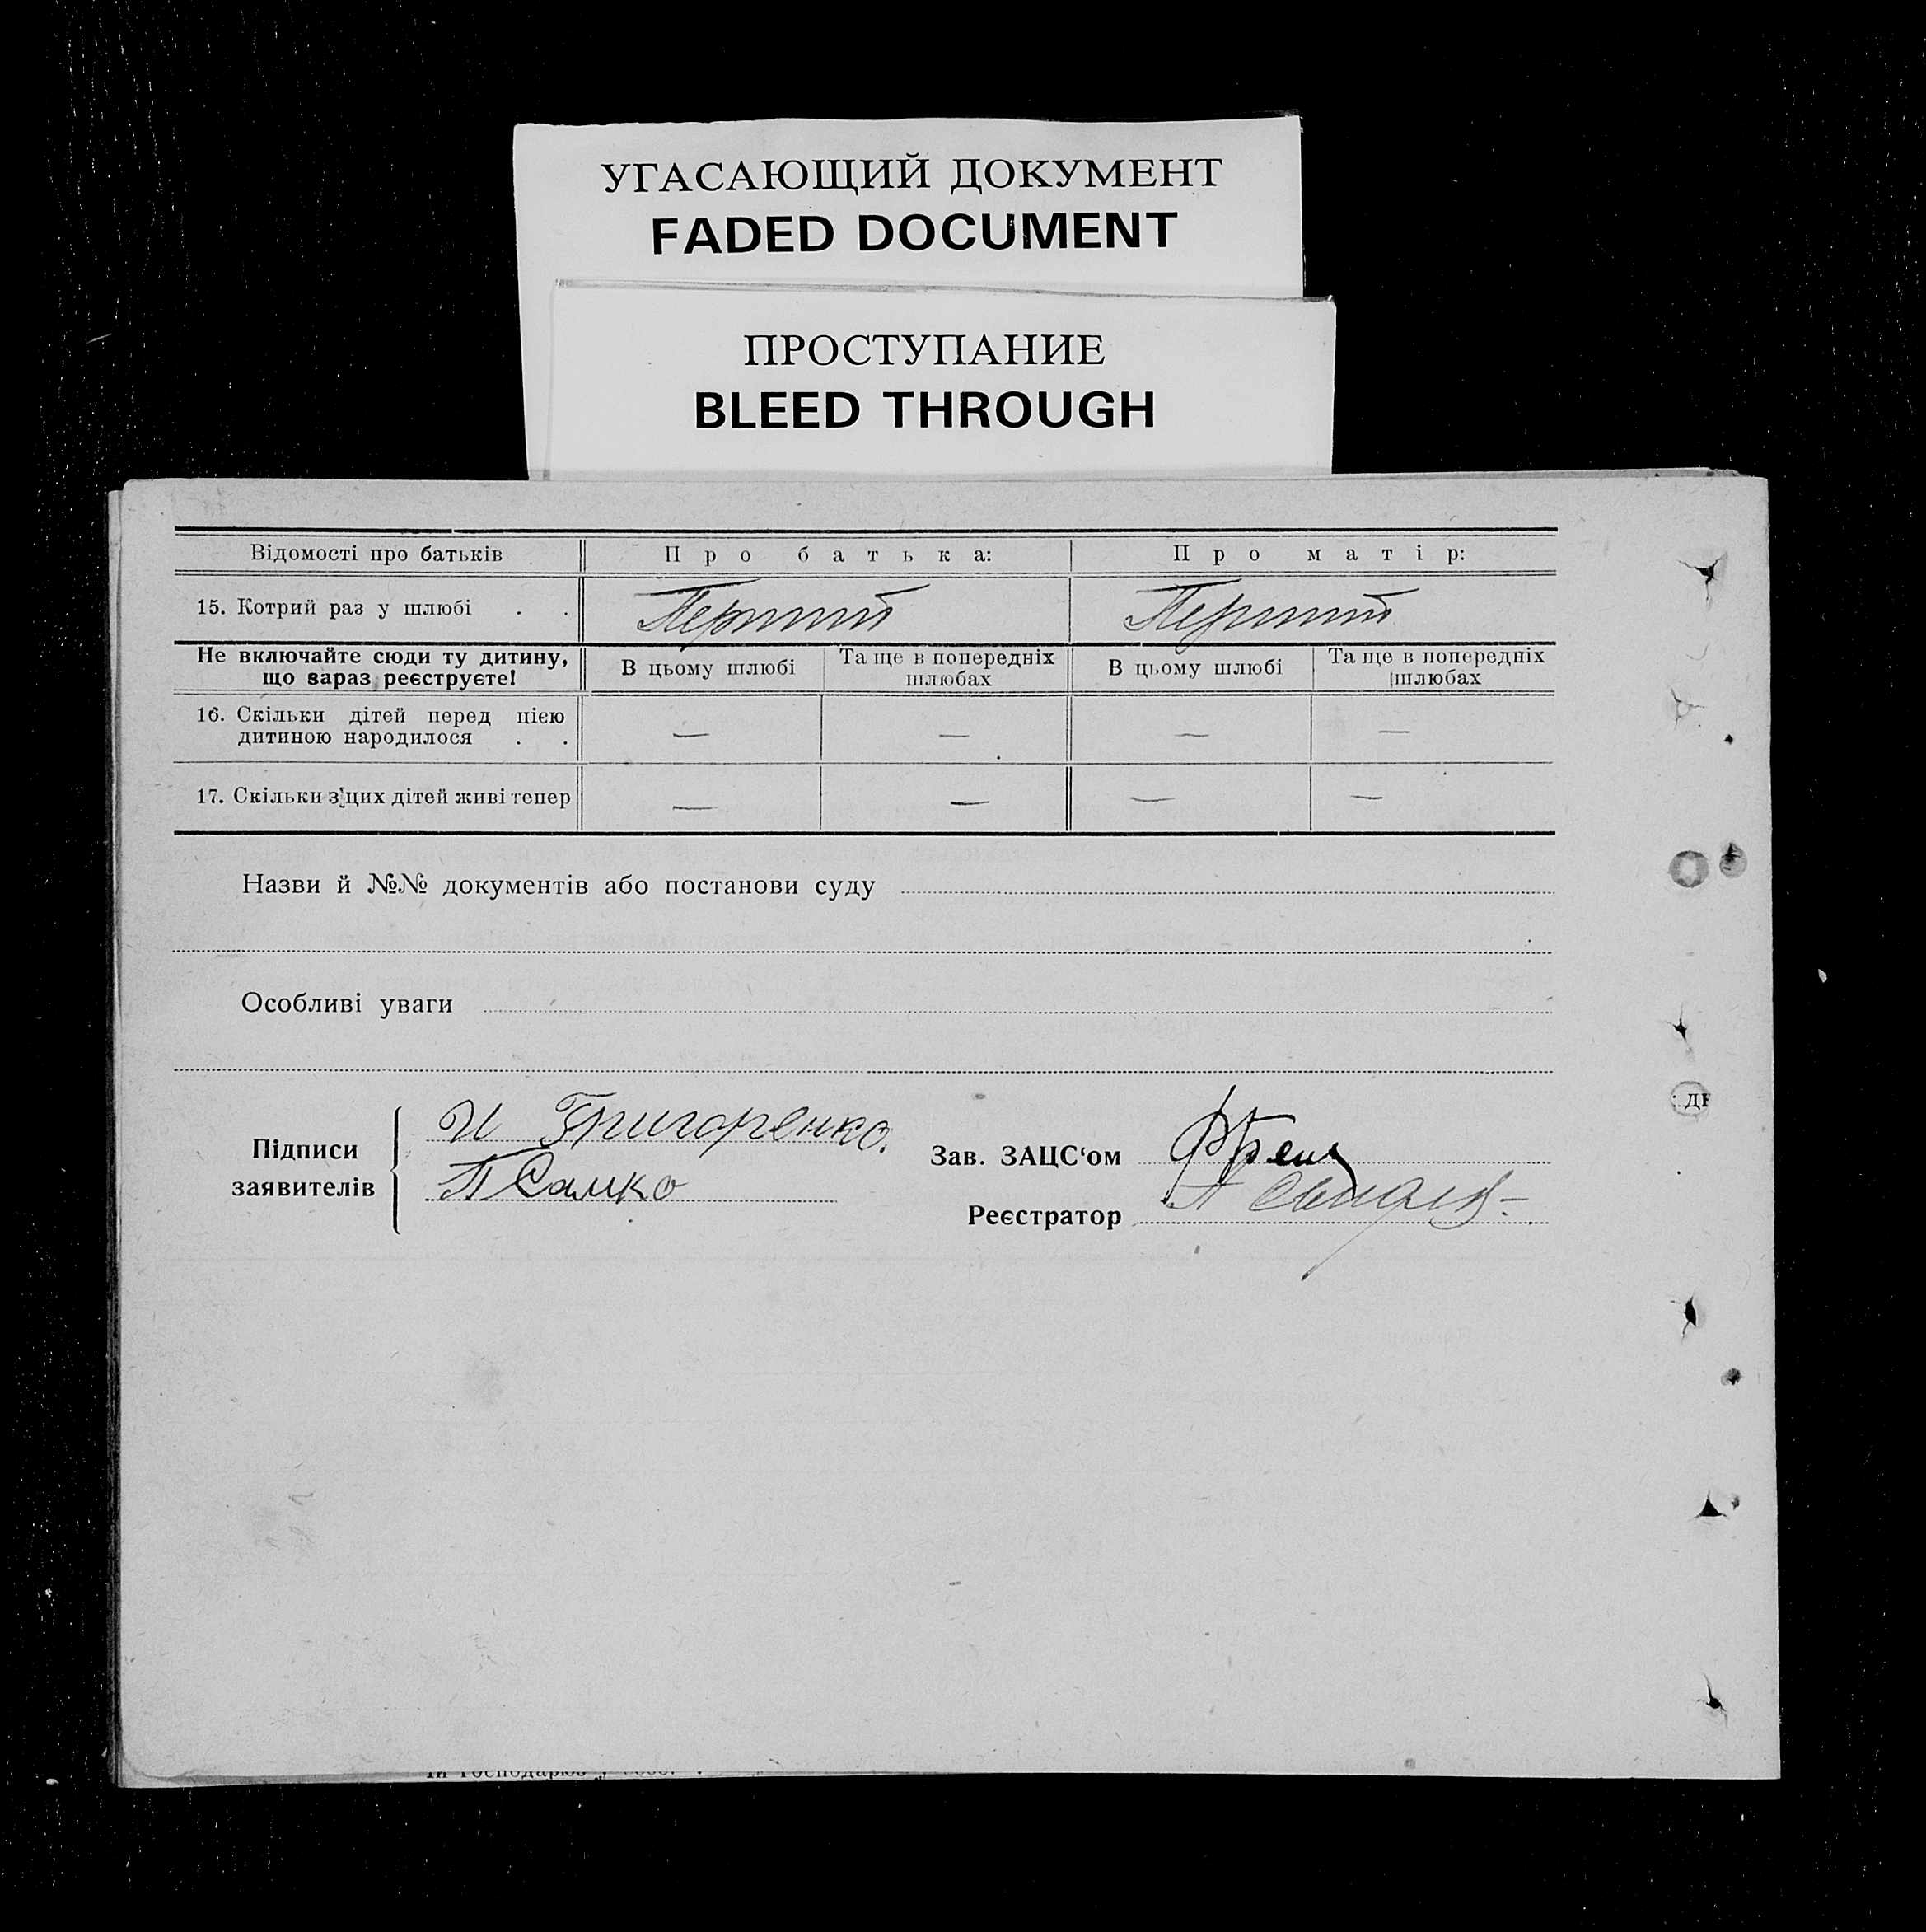 УГАСАЮЩИЙ ДОКУМЕНТ
FADED DOCUMENT
ПРОСТУПАНИЕ
BLEED THROUGH
Відомості про батьків Про батька: Про матір:
15. Котрий раз у шлюбі . . Перший Перший
Не включайте сюди ту дитину, що зараз реєструєте! В цьому шлюбі Та ще в попередніх шлюбах В цьому шлюбі Та ще в попередніх шлюбах
16. Скільки дітей перед цією
дитиною народилося . . — — — —
17. Скільки з цих дітей живі тепер — — — —
Назви й №№ документів або постанови суду
Особливі уваги
Підписи заявителів
И Григоренко.
П Самко
Зав. ЗАЦС‘ом
Реєстратор
ДЕ